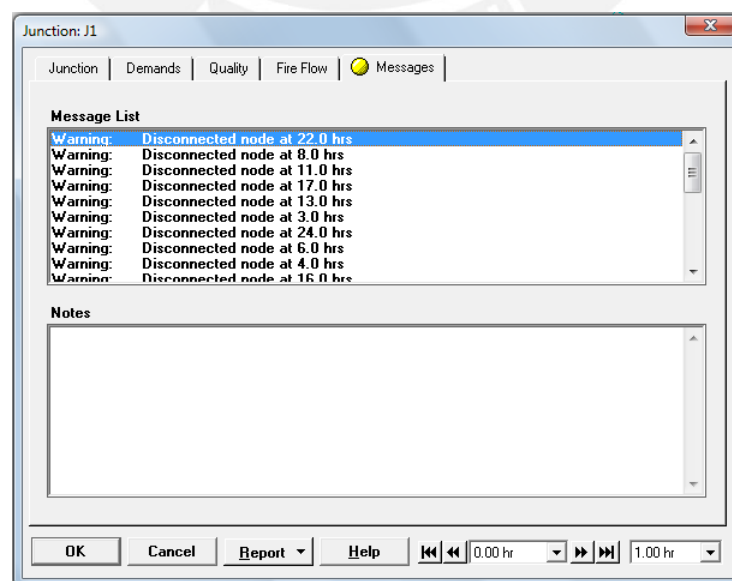 Junction: J1
Junction Demands Quality Fire Flow Messages
Message List
Warning: Disconnected node at 22.0 hrs
Warning: Disconnected node at 8.0 hrs
Warning: Disconnected node at 11.0 hrs
Warning: Disconnected node at 17.0 hrs
Warning: Disconnected node at 13.0 hrs
Warning: Disconnected node at 3.0 hrs
Warning: Disconnected node at 24.0 hrs
Warning: Disconnected node at 6.0 hrs
Warning: Disconnected node at 4.0 hrs
Warning: Disconnected node at 16.0 hrs
Notes
OK Cancel Report Help 0.00 hr 1.00 hr